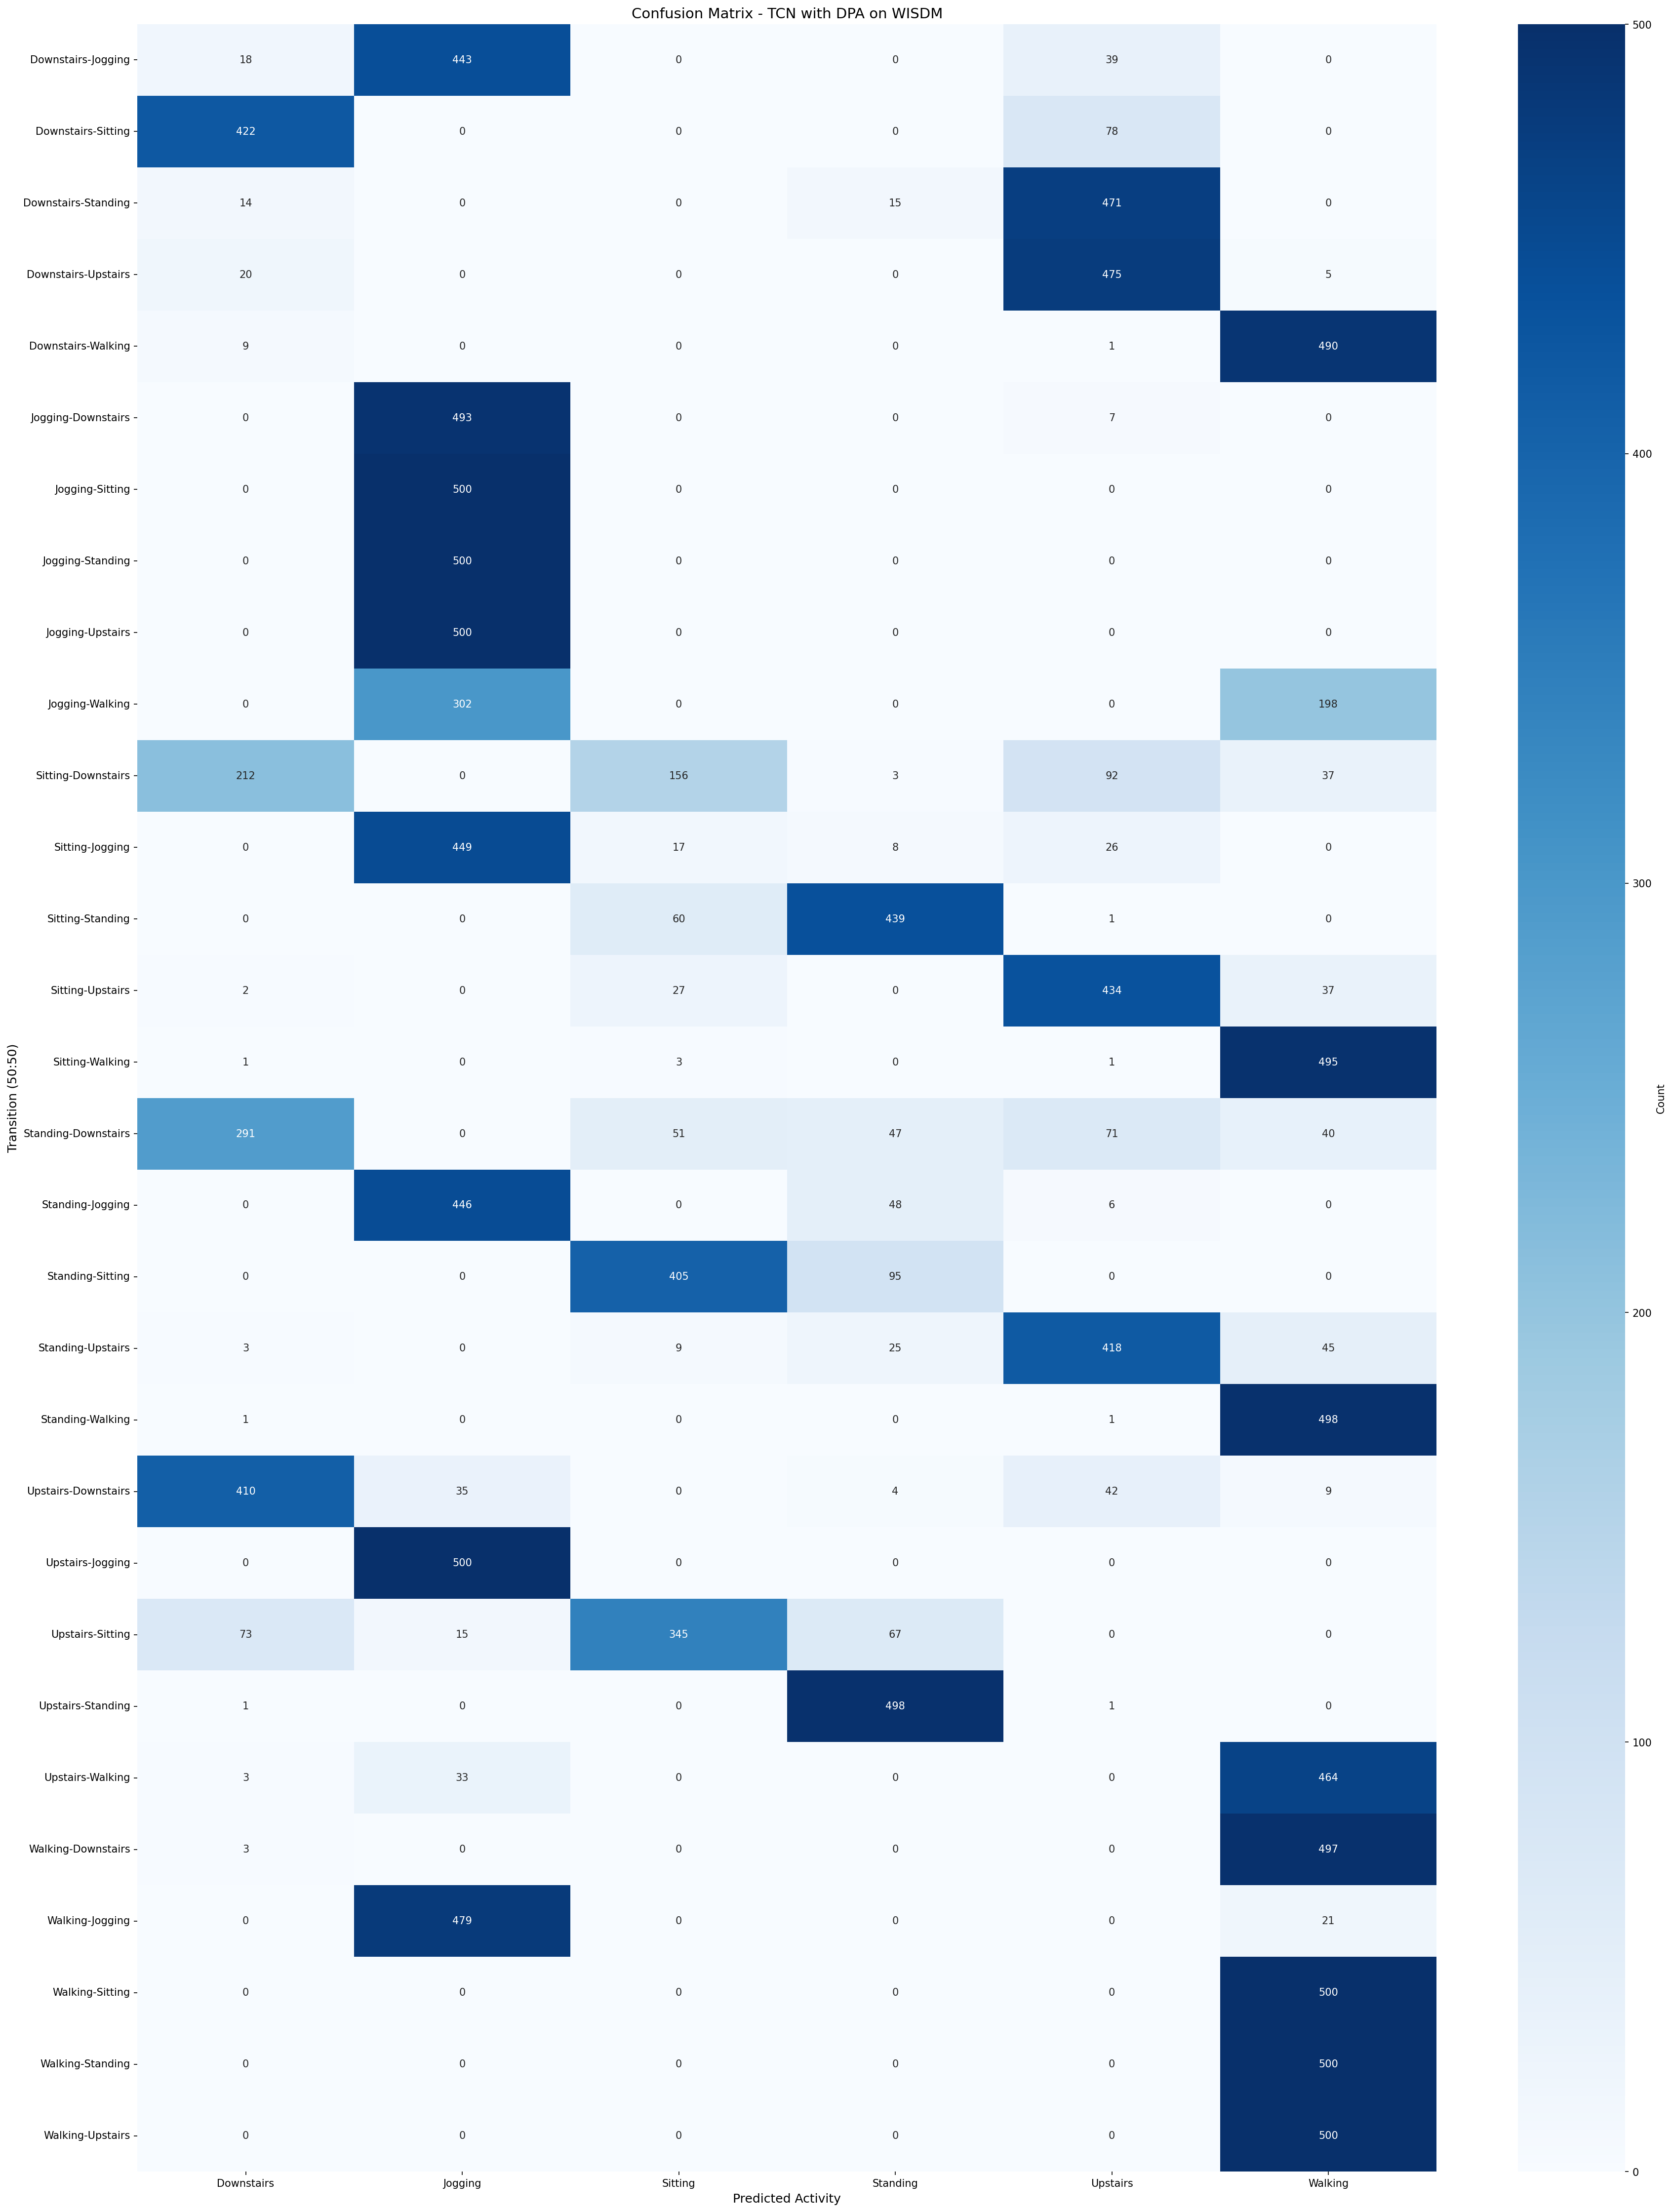 Confusion Matrix - TCN with DPA on WISDM
Downstairs-Jogging 18 443 0 0 39 0
Downstairs-Sitting 422 0 0 0 78 0
Downstairs-Standing 14 0 0 15 471 0
Downstairs-Upstairs 20 0 0 0 475 5
Downstairs-Walking 9 0 0 0 1 490
Jogging-Downstairs 0 493 0 0 7 0
Jogging-Sitting 0 500 0 0 0 0
Jogging-Standing 0 500 0 0 0 0
Jogging-Upstairs 0 500 0 0 0 0
Jogging-Walking 0 302 0 0 0 198
Sitting-Downstairs 212 0 156 3 92 37
Sitting-Jogging 0 449 17 8 26 0
Sitting-Standing 0 0 60 439 1 0
Sitting-Upstairs 2 0 27 0 434 37
Sitting-Walking 1 0 3 0 1 495
Standing-Downstairs 291 0 51 47 71 40
Standing-Jogging 0 446 0 48 6 0
Standing-Sitting 0 0 405 95 0 0
Standing-Upstairs 3 0 9 25 418 45
Standing-Walking 1 0 0 0 1 498
Upstairs-Downstairs 410 35 0 4 42 9
Upstairs-Jogging 0 500 0 0 0 0
Upstairs-Sitting 73 15 345 67 0 0
Upstairs-Standing 1 0 0 498 1 0
Upstairs-Walking 3 33 0 0 0 464
Walking-Downstairs 3 0 0 0 0 497
Walking-Jogging 0 479 0 0 0 21
Walking-Sitting 0 0 0 0 0 500
Walking-Standing 0 0 0 0 0 500
Walking-Upstairs 0 0 0 0 0 500
Downstairs Jogging Sitting Standing Upstairs Walking
Predicted Activity
Transition (50:50)
500
400
300
200
100
0
Count